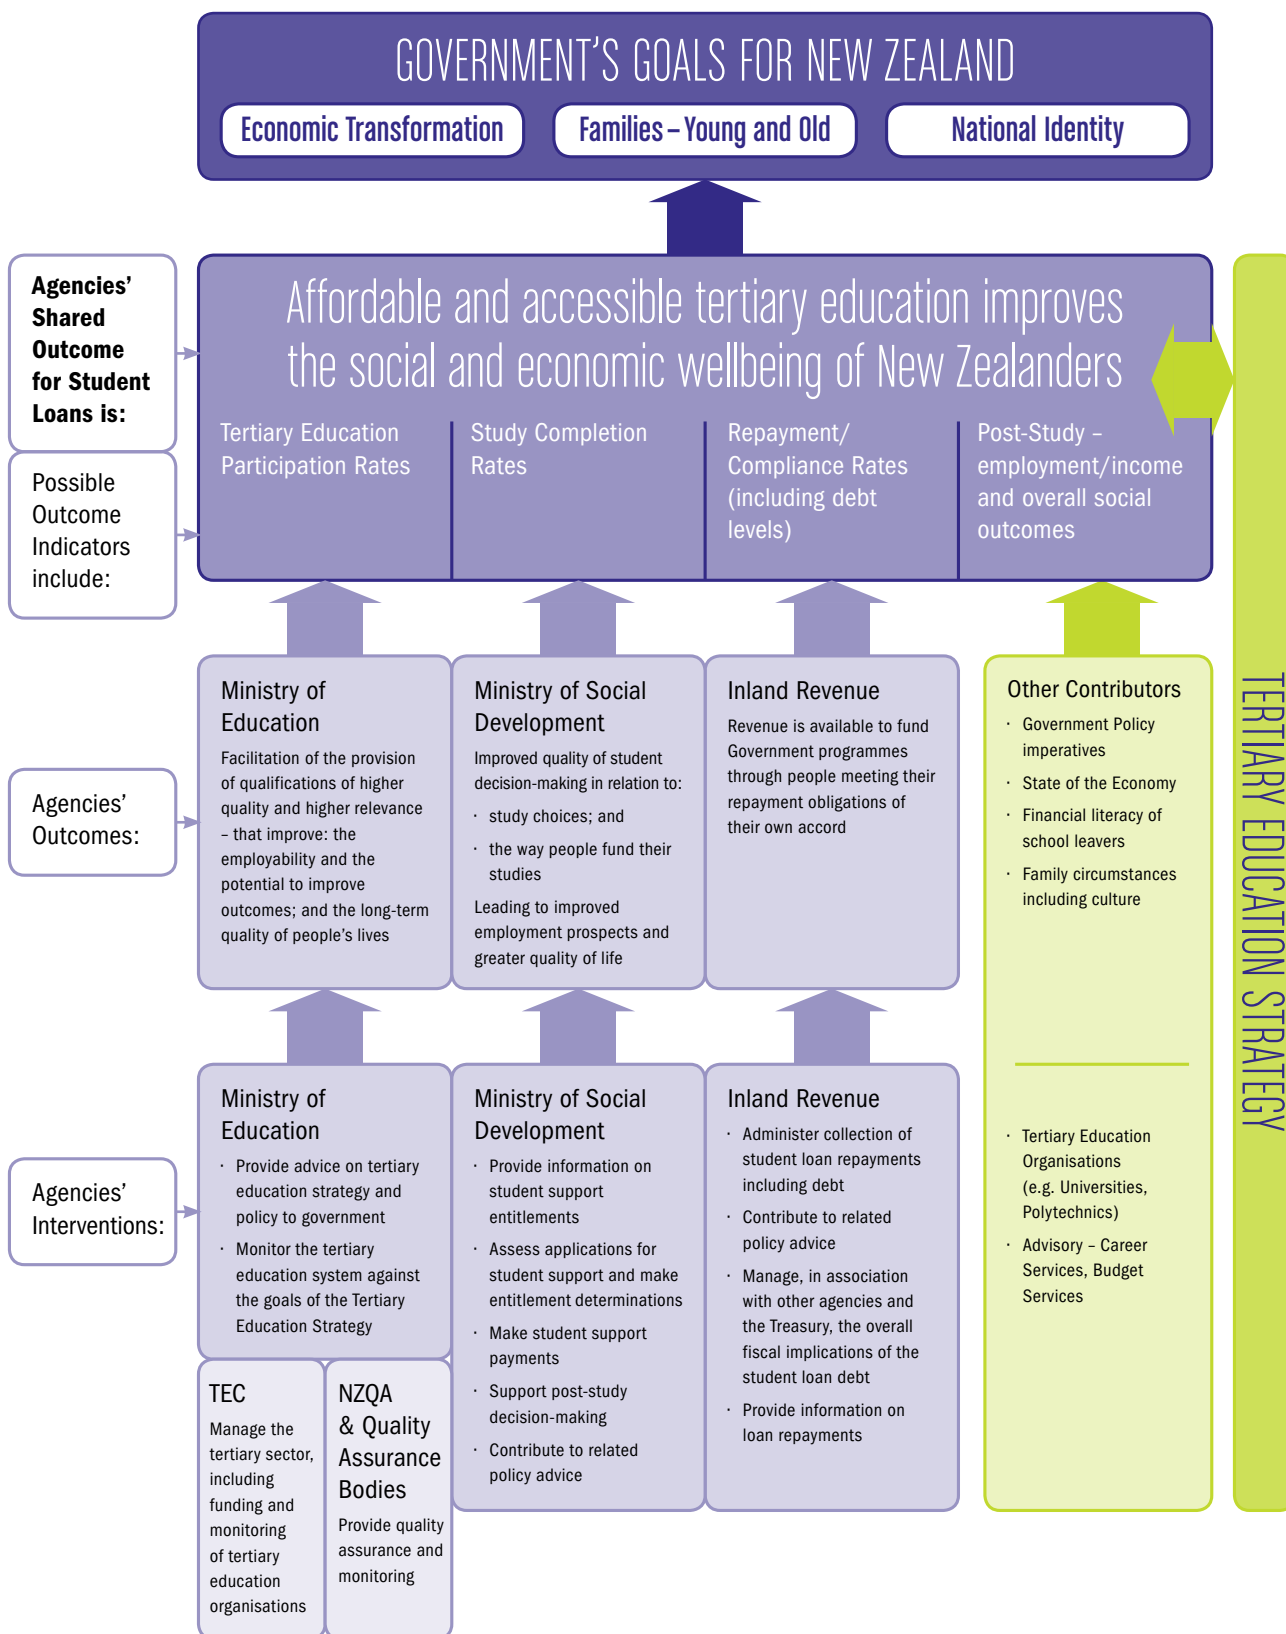 GOVERNMENT'S GOALS FOR NEW ZEALAND
Economic Transformation
Families – Young and Old
National Identity
Agencies'
Shared
Outcome
for Student
Loans is:
Affordable and accessible tertiary education improves
the social and economic wellbeing of New Zealanders
Possible
Outcome
Indicators
include:
Tertiary Education
Participation Rates
Study Completion
Rates
Repayment/
Compliance Rates
(including debt
levels)
Post-Study –
employment/income
and overall social
outcomes
TERTIARY EDUCATION STRATEGY
Agencies'
Outcomes:
Ministry of
Education
Facilitation of the provision
of qualifications of higher
quality and higher relevance
– that improve: the
employability and the
potential to improve
outcomes; and the long-term
quality of people's lives
Ministry of Social
Development
Improved quality of student
decision-making in relation to:
· study choices; and
· the way people fund their
studies
Leading to improved
employment prospects and
greater quality of life
Inland Revenue
Revenue is available to fund
Government programmes
through people meeting their
repayment obligations of
their own accord
Other Contributors
· Government Policy
imperatives
· State of the Economy
· Financial literacy of
school leavers
· Family circumstances
including culture
Agencies'
Interventions:
Ministry of
Education
· Provide advice on tertiary
education strategy and
policy to government
· Monitor the tertiary
education system against
the goals of the Tertiary
Education Strategy
TEC
Manage the
tertiary sector,
including
funding and
monitoring
of tertiary
education
organisations
NZQA
& Quality
Assurance
Bodies
Provide quality
assurance and
monitoring
Ministry of Social
Development
· Provide information on
student support
entitlements
· Assess applications for
student support and make
entitlement determinations
· Make student support
payments
· Support post-study
decision-making
· Contribute to related
policy advice
Inland Revenue
· Administer collection of
student loan repayments
including debt
· Contribute to related
policy advice
· Manage, in association
with other agencies and
the Treasury, the overall
fiscal implications of the
student loan debt
· Provide information on
loan repayments
· Tertiary Education
Organisations
(e.g. Universities,
Polytechnics)
· Advisory – Career
Services, Budget
Services